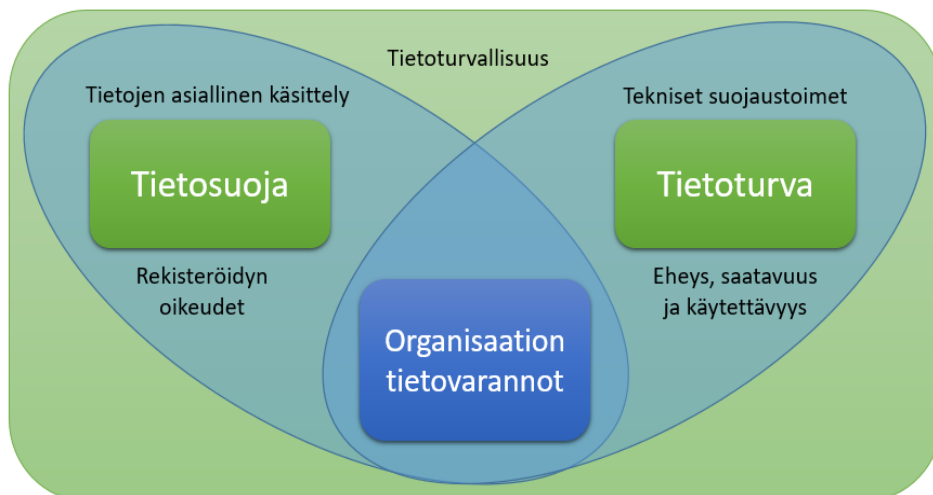 Tietoturvallisuus
Tietojen asiallinen käsittely
Tietosuoja
Rekisteröidyn
oikeudet
Tekniset suojaustoimet
Tietoturva
Eheys, saatavuus
ja käytettävyys
Organisaation
tietovarannot